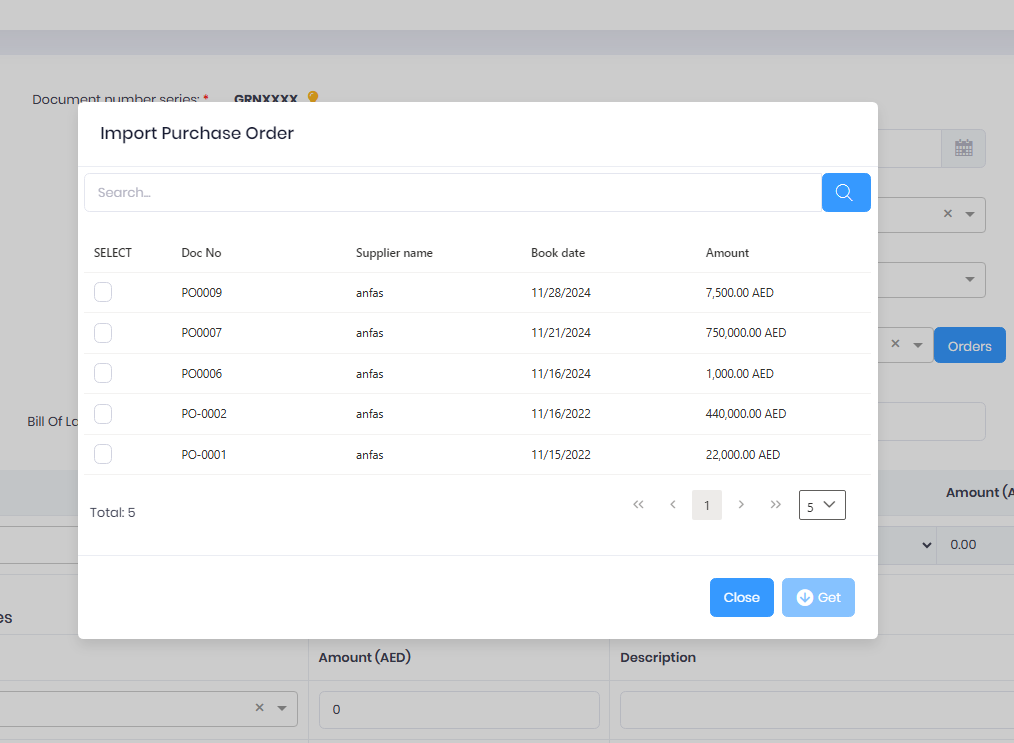 Document number series: * GRNXXXX
Import Purchase Order
Search...
SELECT Doc No Supplier name Book date Amount
PO0009 anfas 11/28/2024 7,500.00 AED
PO0007 anfas 11/21/2024 750,000.00 AED
Orders
PO0006 anfas 11/16/2024 1,000.00 AED
PO-0002 anfas 11/16/2022 440,000.00 AED
Bill Of La
PO-0001 anfas 11/15/2022 22,000.00 AED
Amount (A
Total: 5 1 5
0.00
Close Get
es
Amount (AED) Description
0